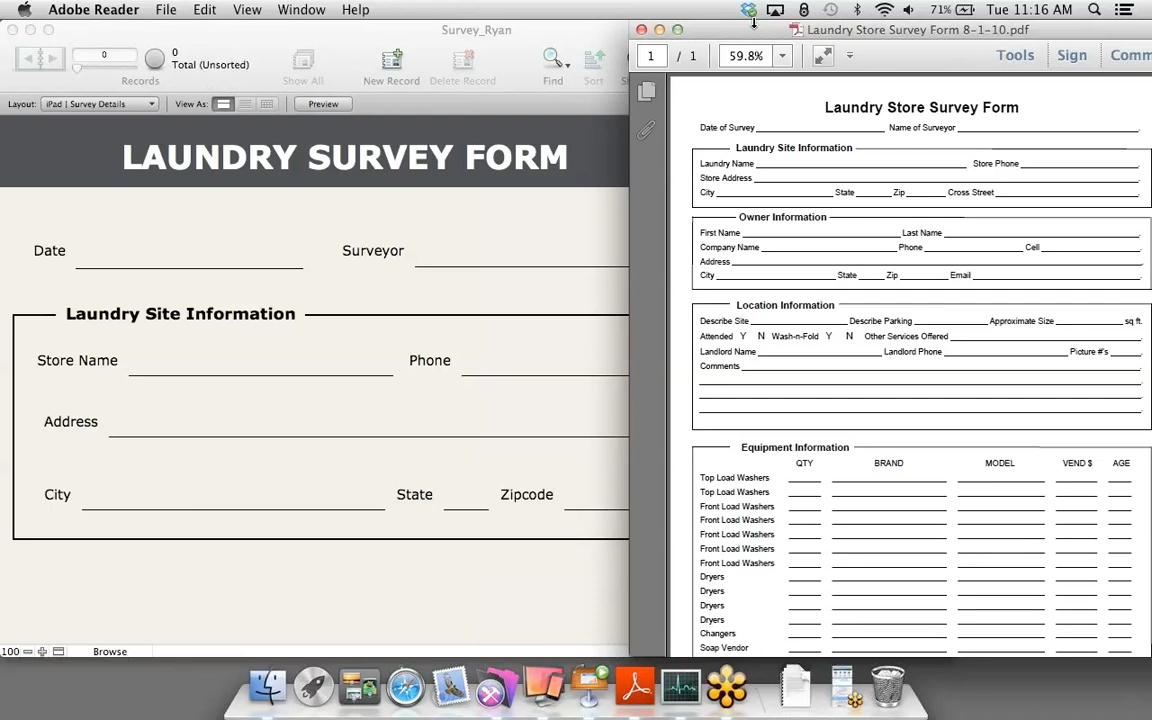 Adobe Reader File Edit View Window Help 71% Tue 11:16 AM
Survey_Ryan
0
0
Total (Unsorted)
Records
Show All
New Record
Delete Record
Find
Sort
Layout: iPad | Survey Details View As: Preview
LAUNDRY SURVEY FORM
Date Surveyor
Laundry Site Information
Store Name Phone
Address
City State Zipcode
100 Browse
Laundry Store Survey Form 8-1-10.pdf
1 / 1 59.8% Tools Sign Comm
Laundry Store Survey Form
Date of Survey Name of Surveyor
Laundry Site Information
Laundry Name Store Phone
Store Address
City State Zip Cross Street
Owner Information
First Name Last Name
Company Name Phone Cell
Address
City State Zip Email
Location Information
Describe Site Describe Parking Approximate Size sq ft.
Attended Y N Wash-n-Fold Y N Other Services Offered
Landlord Name Landlord Phone Picture #'s
Comments
Equipment Information
QTY BRAND MODEL VEND $ AGE
Top Load Washers
Top Load Washers
Front Load Washers
Front Load Washers
Front Load Washers
Front Load Washers
Front Load Washers
Dryers
Dryers
Dryers
Dryers
Changers
Soap Vendor